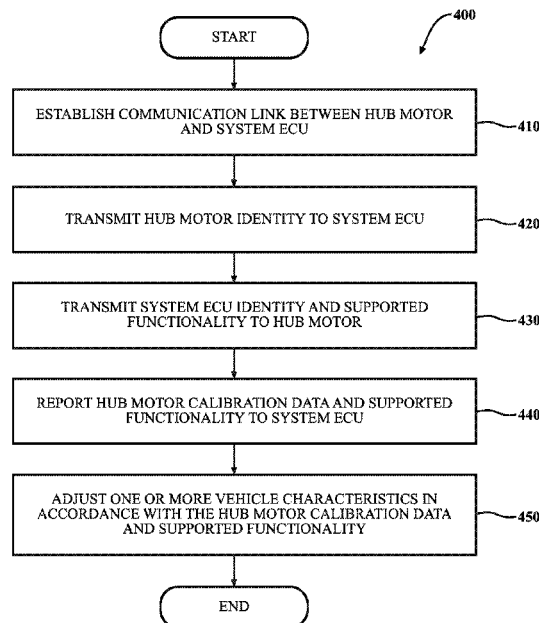 START
400
ESTABLISH COMMUNICATION LINK BETWEEN HUB MOTOR
AND SYSTEM ECU
410
TRANSMIT HUB MOTOR IDENTITY TO SYSTEM ECU
420
TRANSMIT SYSTEM ECU IDENTITY AND SUPPORTED
FUNCTIONALITY TO HUB MOTOR
430
REPORT HUB MOTOR CALIBRATION DATA AND SUPPORTED
FUNCTIONALITY TO SYSTEM ECU
440
ADJUST ONE OR MORE VEHICLE CHARACTERISTICS IN
ACCORDANCE WITH THE HUB MOTOR CALIBRATION DATA
AND SUPPORTED FUNCTIONALITY
450
END